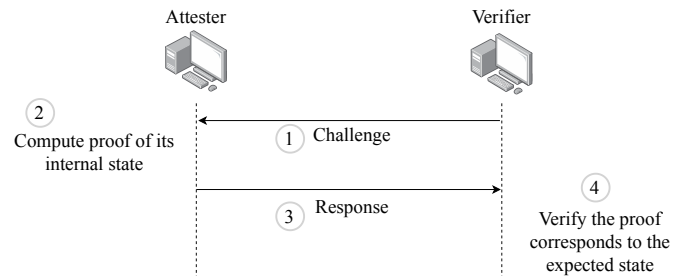 Attester
Verifier
2
Compute proof of its
internal state
1 Challenge
3 Response
4
Verify the proof
corresponds to the
expected state